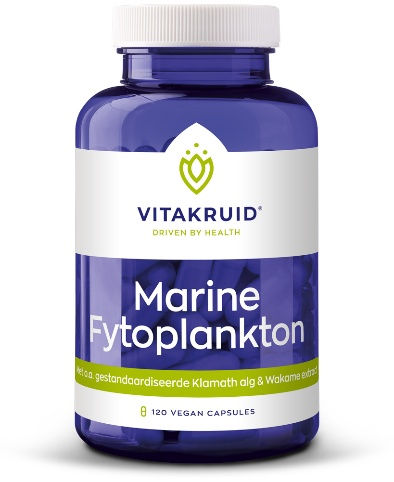 VITAKRUID®
DRIVEN BY HEALTH
Marine
Fytoplankton
Met o.a. gestandaardiseerde Klamath alg & Wakame extract
120 VEGAN CAPSULES